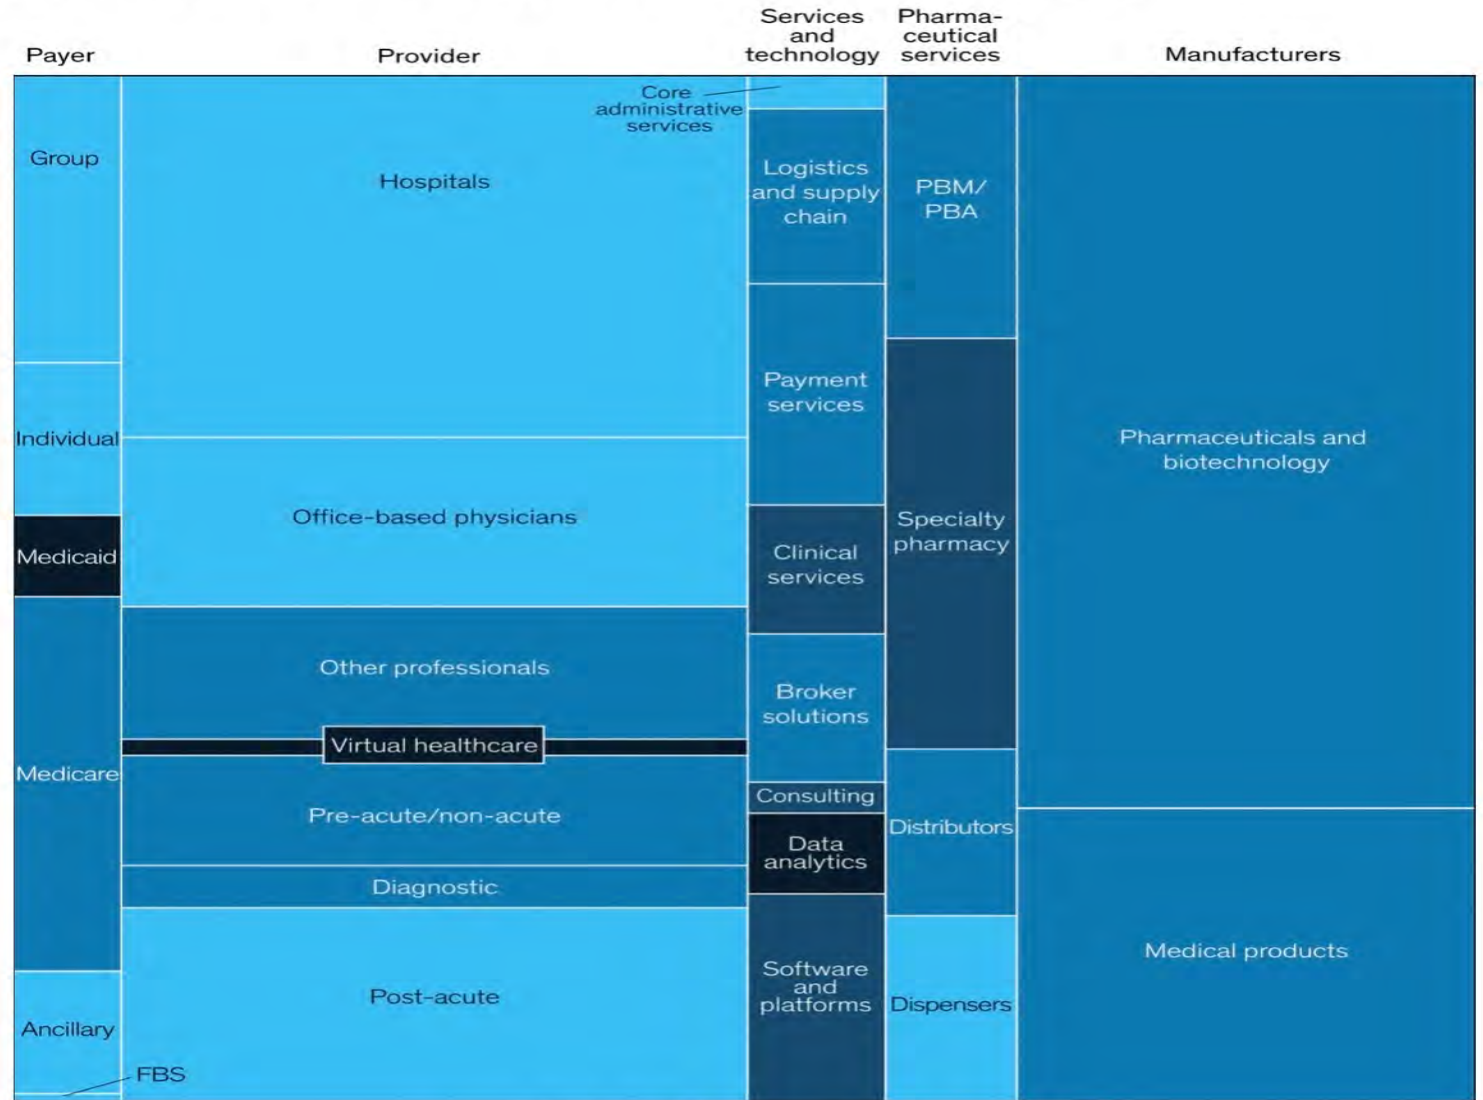 Payer
Provider
Services
and
technology
Pharma-
ceutical
services
Manufacturers
Group
Individual
Medicaid
Medicare
Ancillary
FBS
Hospitals
Office-based physicians
Other professionals
Virtual healthcare
Pre-acute/non-acute
Diagnostic
Post-acute
Core
administrative
services
Logistics
and supply
chain
Payment
services
Clinical
services
Broker
solutions
Consulting
Data
analytics
Software
and
platforms
PBM/
PBA
Specialty
pharmacy
Distributors
Dispensers
Pharmaceuticals and
biotechnology
Medical products